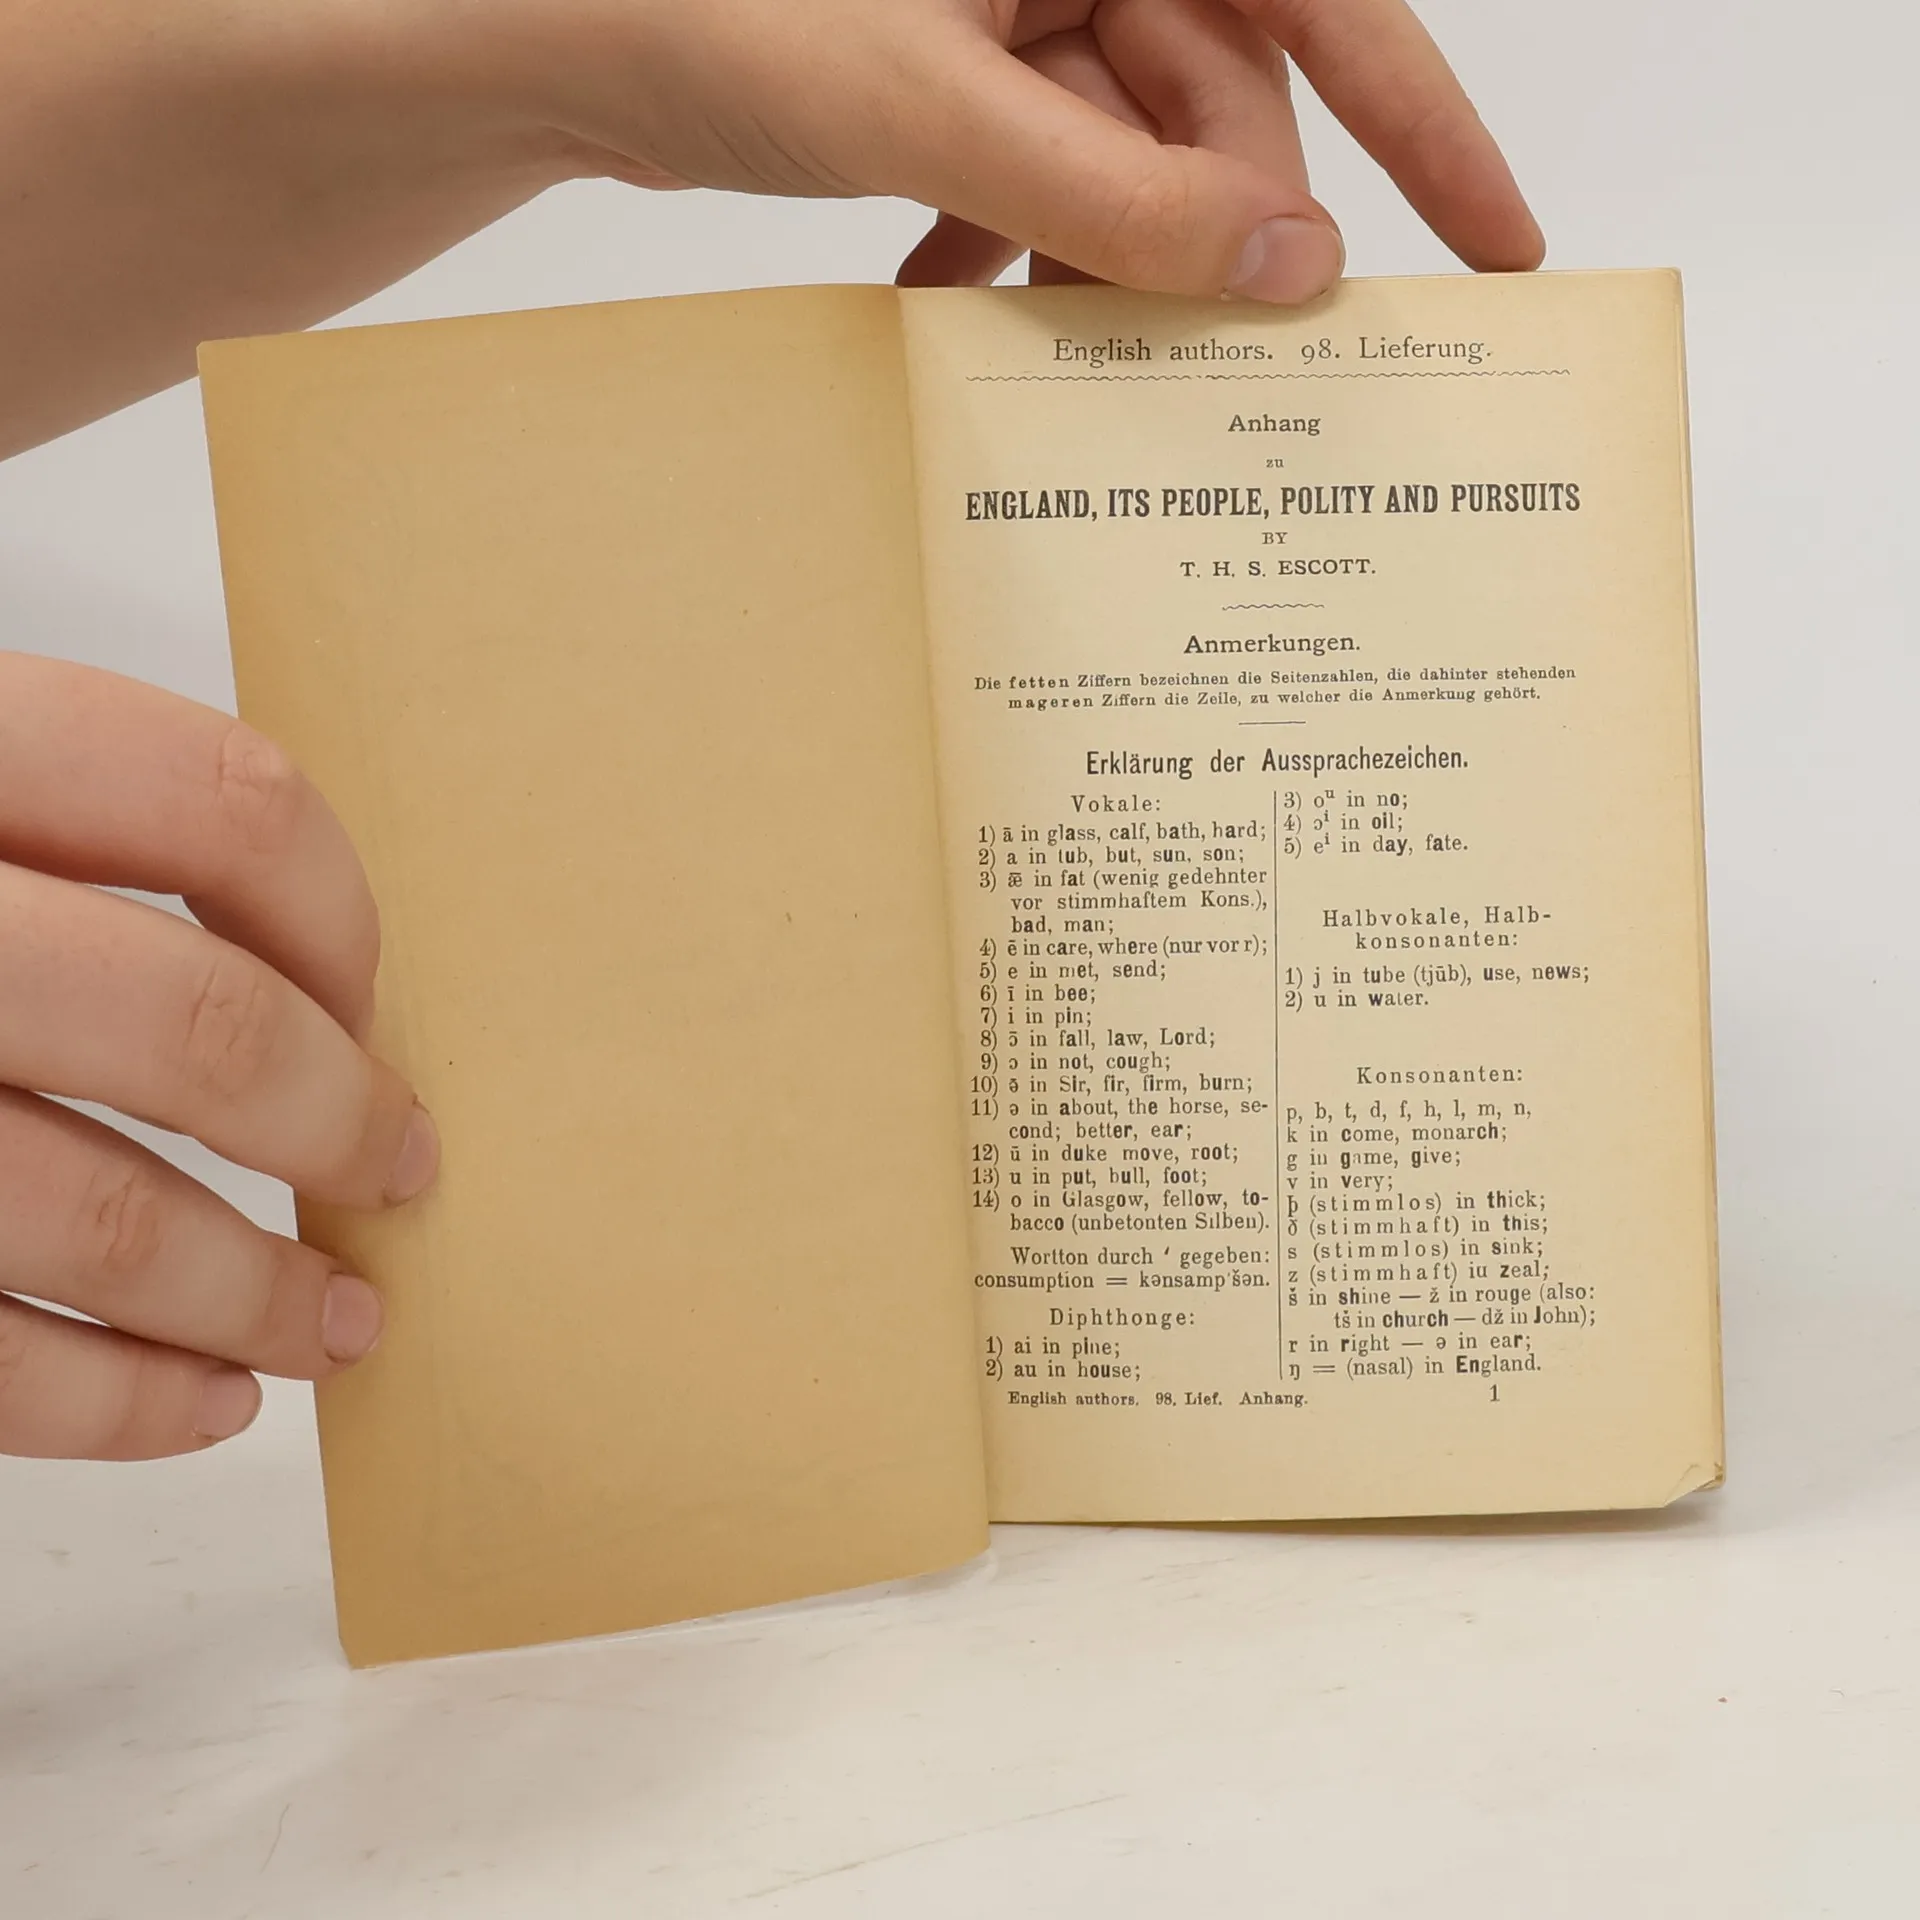 English authors. 98. Lieferung.
Anhang
zu
ENGLAND, ITS PEOPLE, POLITY AND PURSUITS
BY
T. H. S. ESCOTT.
Anmerkungen.
Die fetten Ziffern bezeichnen die Seitenzahlen, die dahinter stehenden
mageren Ziffern die Zeile, zu welcher die Anmerkung gehört.
Erklärung der Aussprachezeichen.
Vokale:
1) ā in glass, calf, bath, hard;
2) a in tub, but, sun, son;
3) ǣ in fat (wenig gedehnter
vor stimmhaftem Kons.),
bad, man;
4) ē in care, where (nur vor r);
5) e in met, send;
6) ī in bee;
7) i in pin;
8) ɔ̄ in fall, law, Lord;
9) ɔ in not, cough;
10) ə̄ in Sir, fir, firm, burn;
11) ə in about, the horse, se-
cond; better, ear;
12) ū in duke move, root;
13) u in put, bull, foot;
14) o in Glasgow, fellow, to-
bacco (unbetonten Silben).
Wortton durch ' gegeben:
consumption = kənsamp'šən.
Diphthonge:
1) ai in pine;
2) au in house;
3) oᵘ in no;
4) ɔⁱ in oil;
5) eⁱ in day, fate.
Halbvokale, Halb-
konsonanten:
1) j in tube (tjūb), use, news;
2) u in water.
Konsonanten:
p, b, t, d, f, h, l, m, n,
k in come, monarch;
g in game, give;
v in very;
þ (stimmlos) in thick;
ð (stimmhaft) in this;
s (stimmlos) in sink;
z (stimmhaft) iu zeal;
š in shine — ž in rouge (also:
tš in church — dž in John);
r in right — ə in ear;
ŋ = (nasal) in England.
English authors. 98. Lief. Anhang.
1